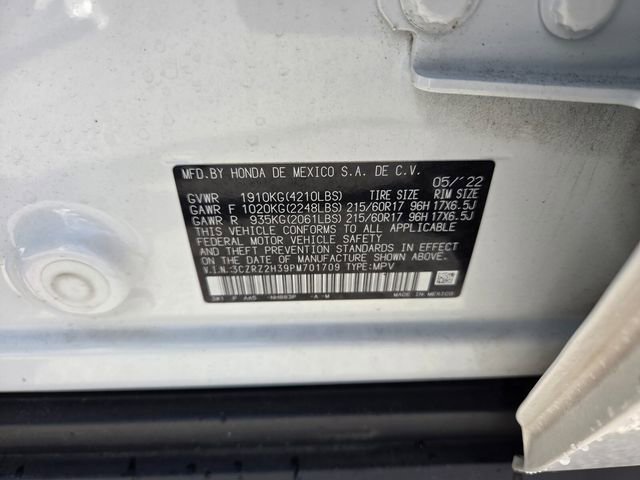 MFD.BY HONDA DE MEXICO S.A. DE C.V.
05/'22
GVWR 1910KG(4210LBS) TIRE SIZE RIM SIZE
GAWR F 1020KG(2248LBS) 215/60R17 96H 17X6.5J
GAWR R 935KG(2061LBS) 215/60R17 96H 17X6.5J
THIS VEHICLE CONFORMS TO ALL APPLICABLE
FEDERAL MOTOR VEHICLE SAFETY
AND THEFT PREVENTION STANDARDS IN EFFECT
ON THE DATE OF MANUFACTURE SHOWN ABOVE.
V.I.N.:3CZRZ2H39PM701709 TYPE:MPV
P AA5 NH883P -A-M MADE IN MEXICO